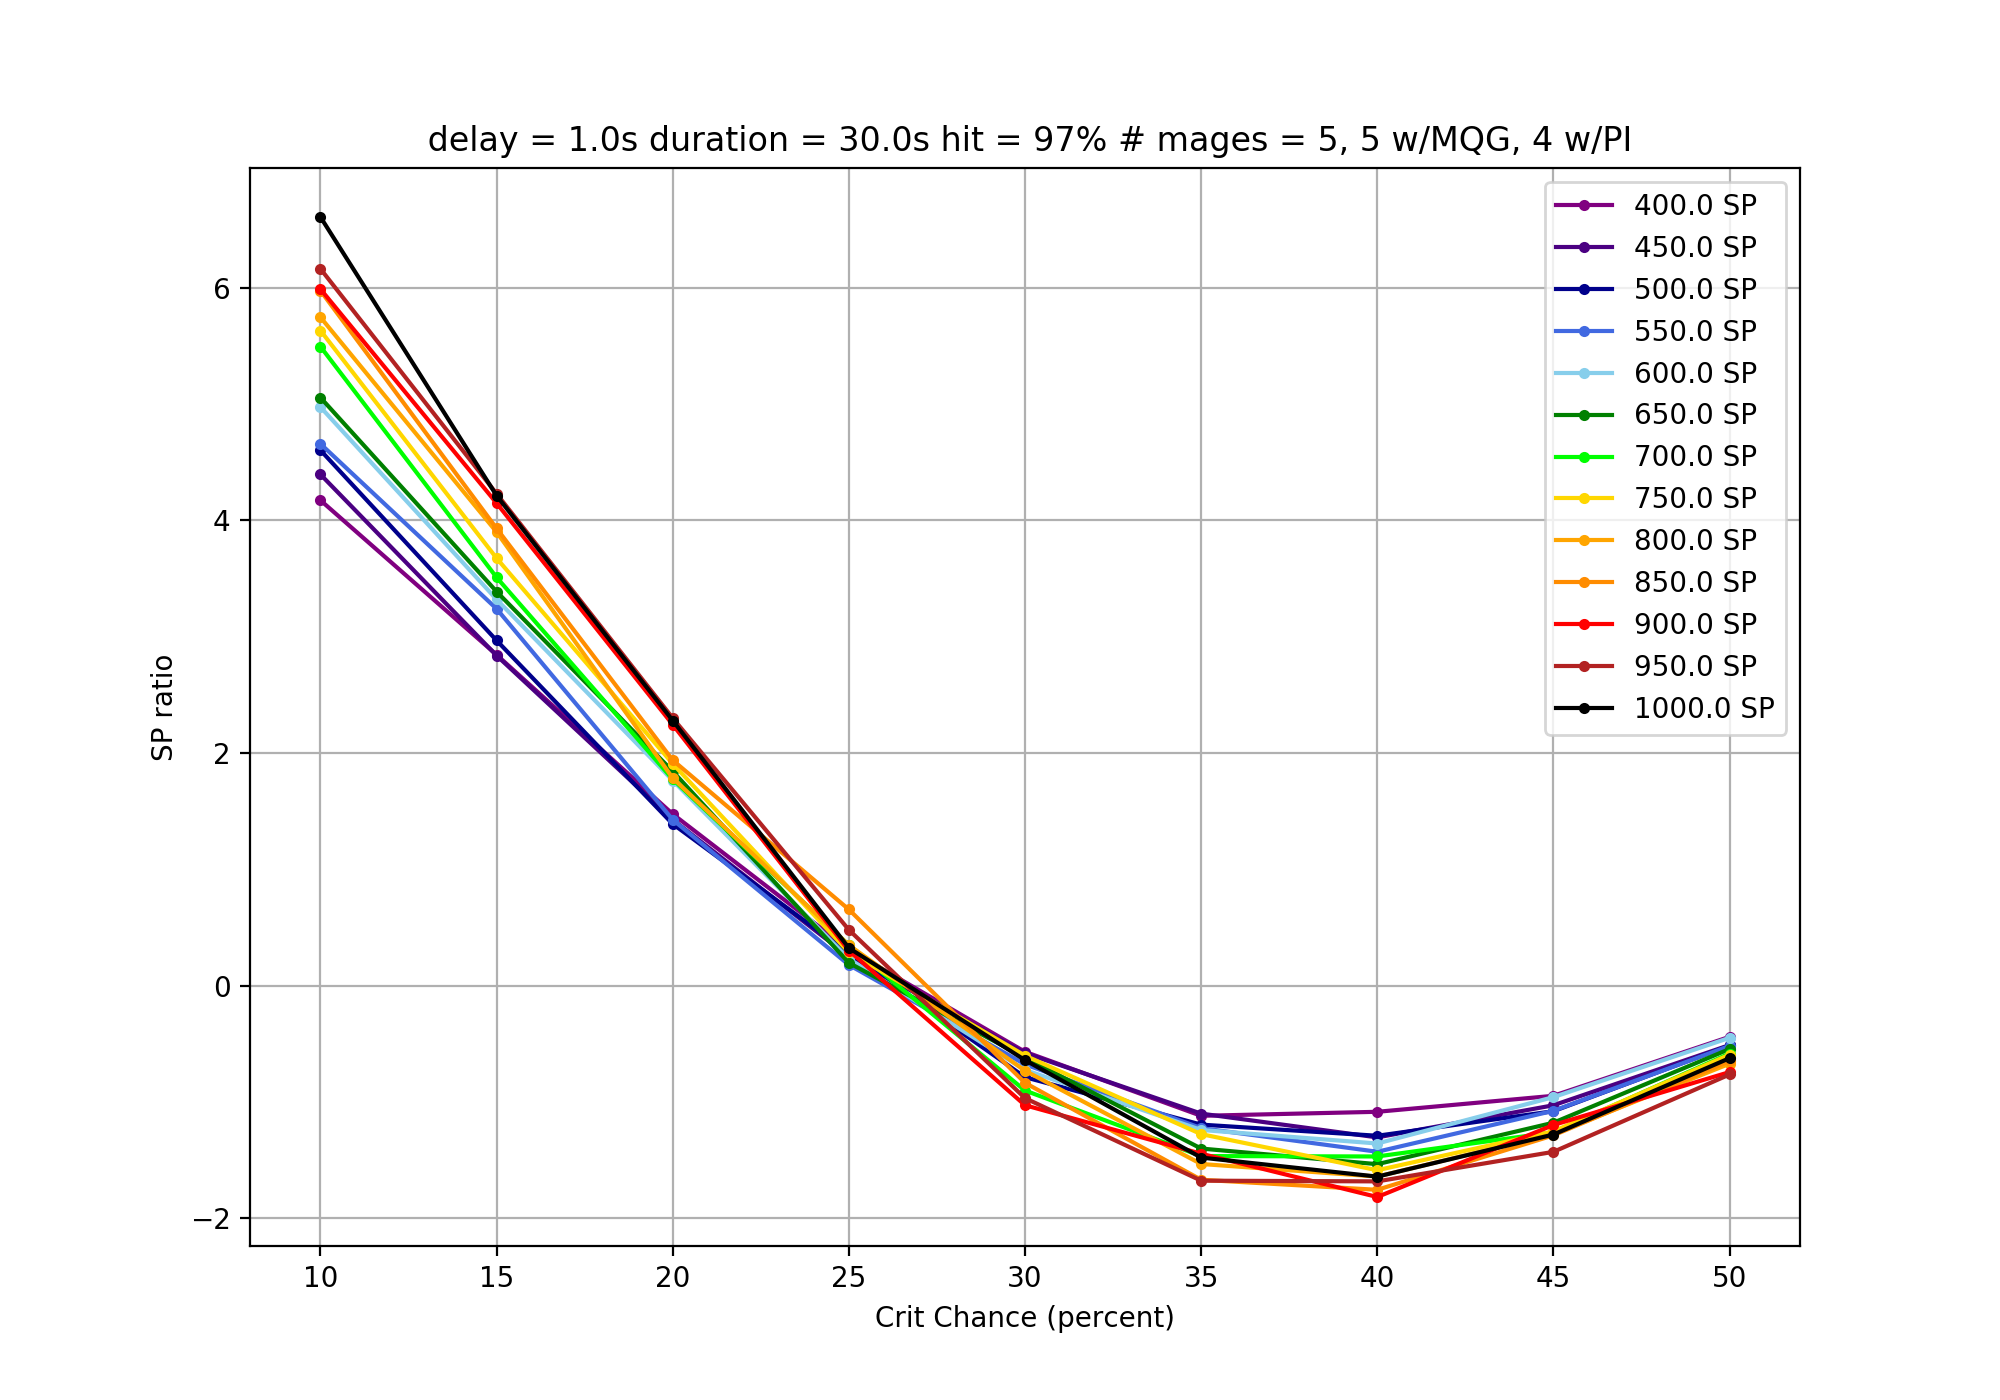 delay = 1.0s duration = 30.0s hit = 97% # mages = 5, 5 w/MQG, 4 w/PI
400.0 SP
450.0 SP
500.0 SP
550.0 SP
600.0 SP
650.0 SP
700.0 SP
750.0 SP
800.0 SP
850.0 SP
900.0 SP
950.0 SP
1000.0 SP
6
4
2
0
−2
SP ratio
10 15 20 25 30 35 40 45 50
Crit Chance (percent)